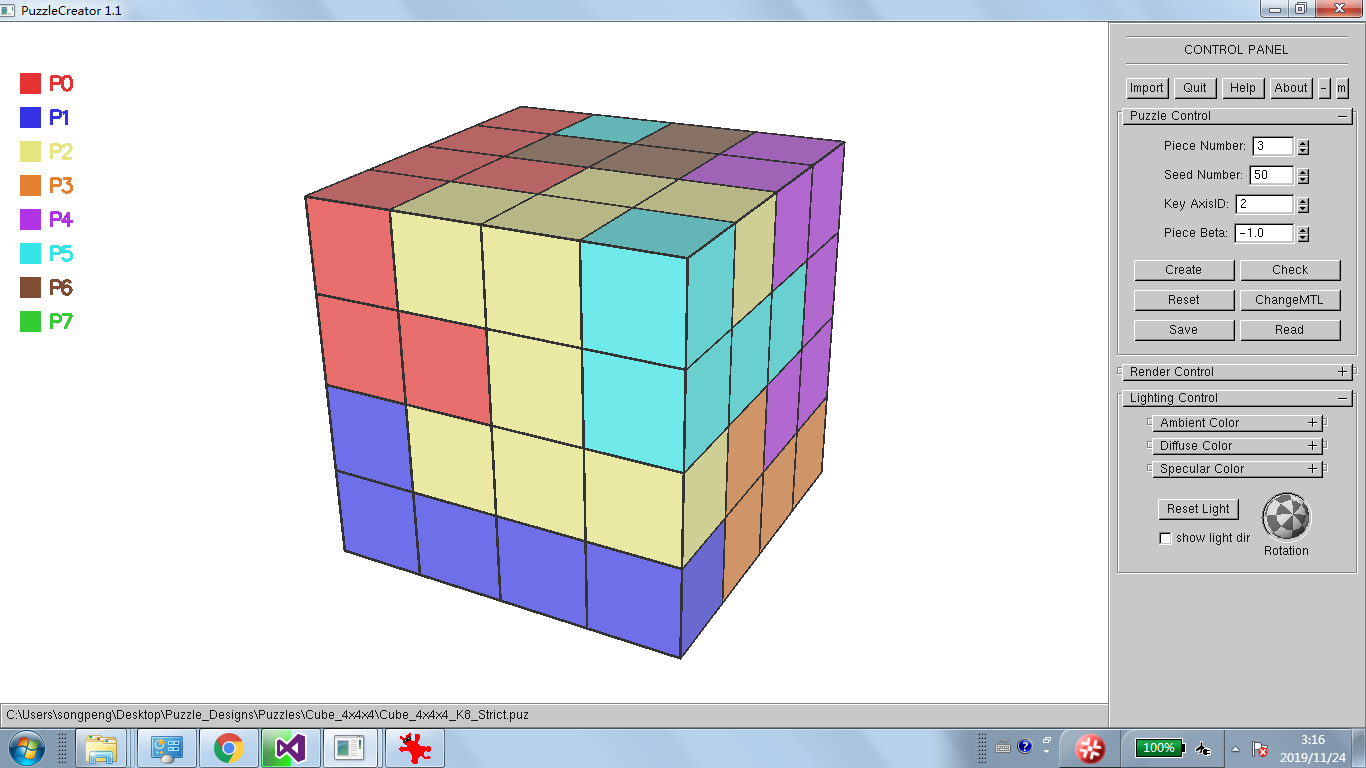 PuzzleCreator 1.1
P0
P1
P2
P3
P4
P5
P6
P7
CONTROL PANEL
Import Quit Help About - m
Puzzle Control
Piece Number: 3
Seed Number: 50
Key AxisID: 2
Piece Beta: -1.0
Create Check
Reset ChangeMTL
Save Read
Render Control
Lighting Control
Ambient Color
Diffuse Color
Specular Color
Reset Light
show light dir
Rotation
C:\Users\songpeng\Desktop\Puzzle_Designs\Puzzles\Cube_4x4x4\Cube_4x4x4_K8_Strict.puz
100%
3:16
2019/11/24